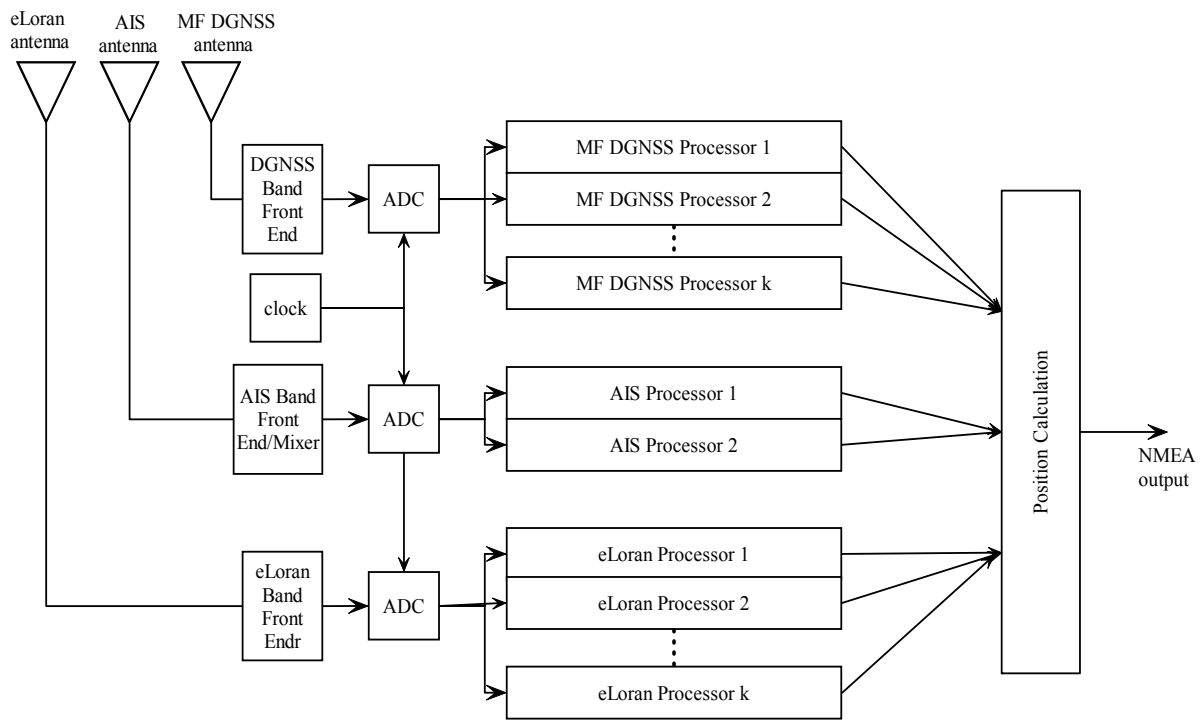 eLoran
antenna
AIS
antenna
MF DGNSS
antenna
DGNSS
Band
Front
End
ADC
MF DGNSS Processor 1
MF DGNSS Processor 2
MF DGNSS Processor k
clock
AIS Band
Front
End/Mixer
ADC
AIS Processor 1
AIS Processor 2
eLoran
Band
Front
Endr
ADC
eLoran Processor 1
eLoran Processor 2
eLoran Processor k
Position Calculation
NMEA
output